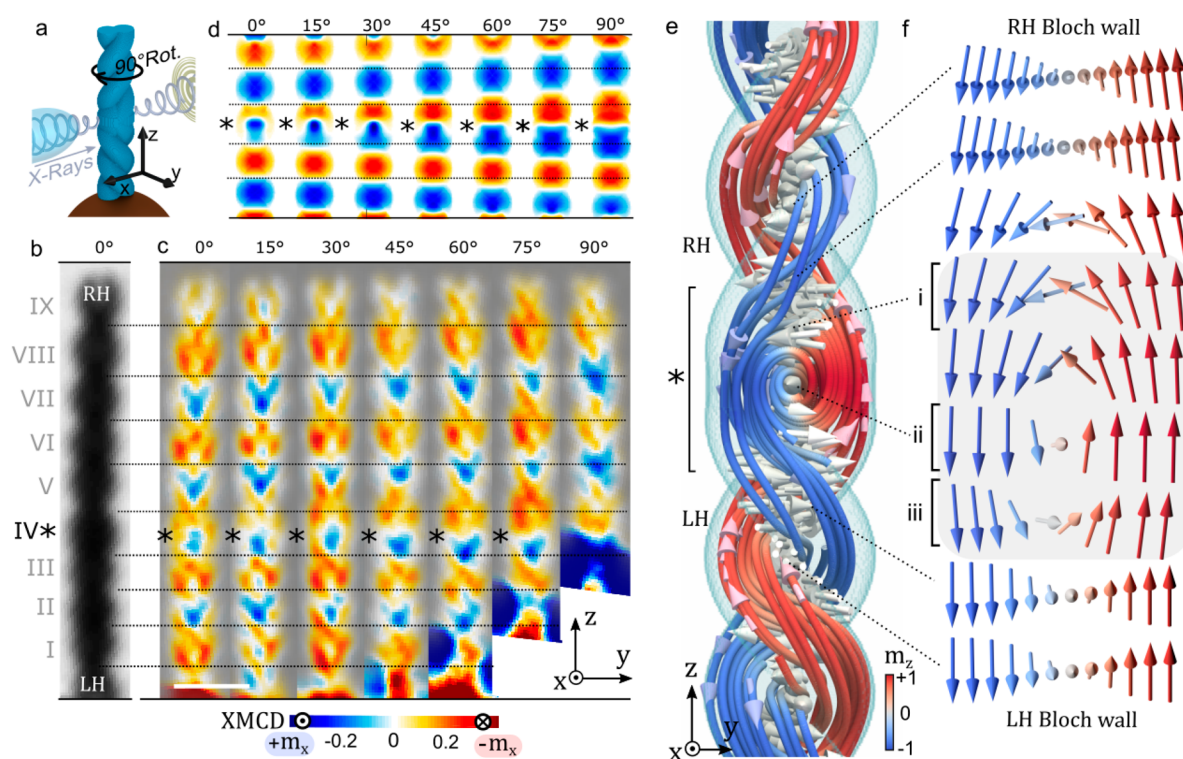 a
90°Rot.
X-Rays
z
y
x
d
0° 15° 30° 45° 60° 75° 90°
* * * * * * *
b
0°
RH
LH
IX
VIII
VII
VI
V
IV*
III
II
I
c
0° 15° 30° 45° 60° 75° 90°
* * * * * *
z
y
x
XMCD
+mx -0.2 0 0.2 -mx
e
RH
*
LH
z
y
x
mz
+1
0
-1
f
RH Bloch wall
i
ii
iii
LH Bloch wall